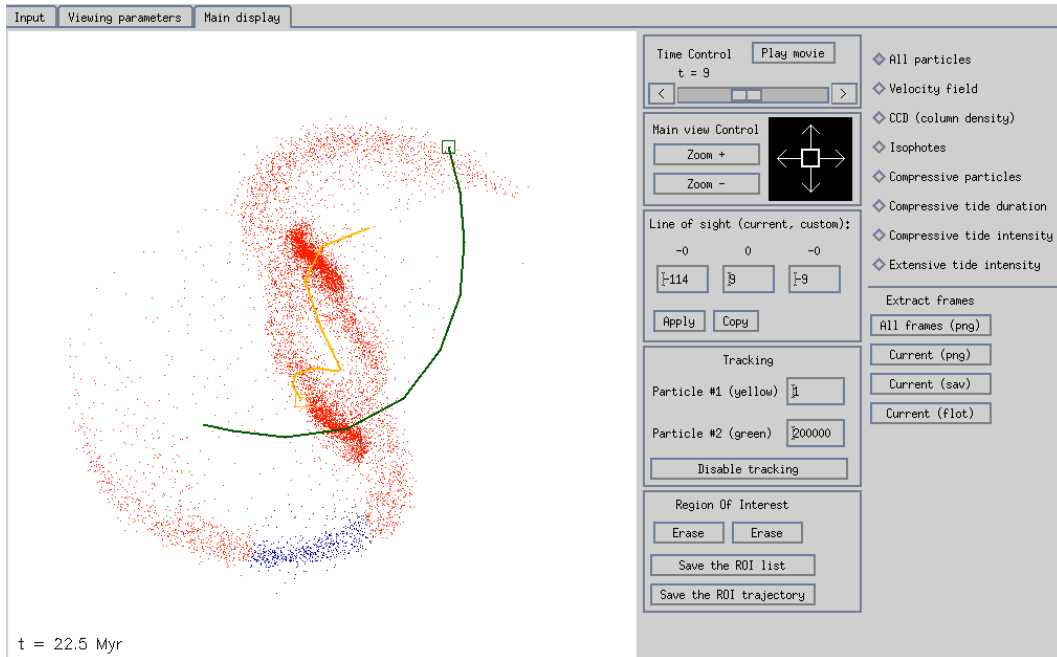 Input Viewing parameters Main display
Time Control Play movie
t = 9
< >
Main view Control
Zoom +
Zoom -
Line of sight (current, custom):
-0 0 -0
-114 9 -9
Apply Copy
Tracking
Particle #1 (yellow) 1
Particle #2 (green) 200000
Disable tracking
Region Of Interest
Erase Erase
Save the ROI list
Save the ROI trajectory
All particles
Velocity field
CCD (column density)
Isophotes
Compressive particles
Compressive tide duration
Compressive tide intensity
Extensive tide intensity
Extract frames
All frames (png)
Current (png)
Current (sav)
Current (flot)
t = 22.5 Myr